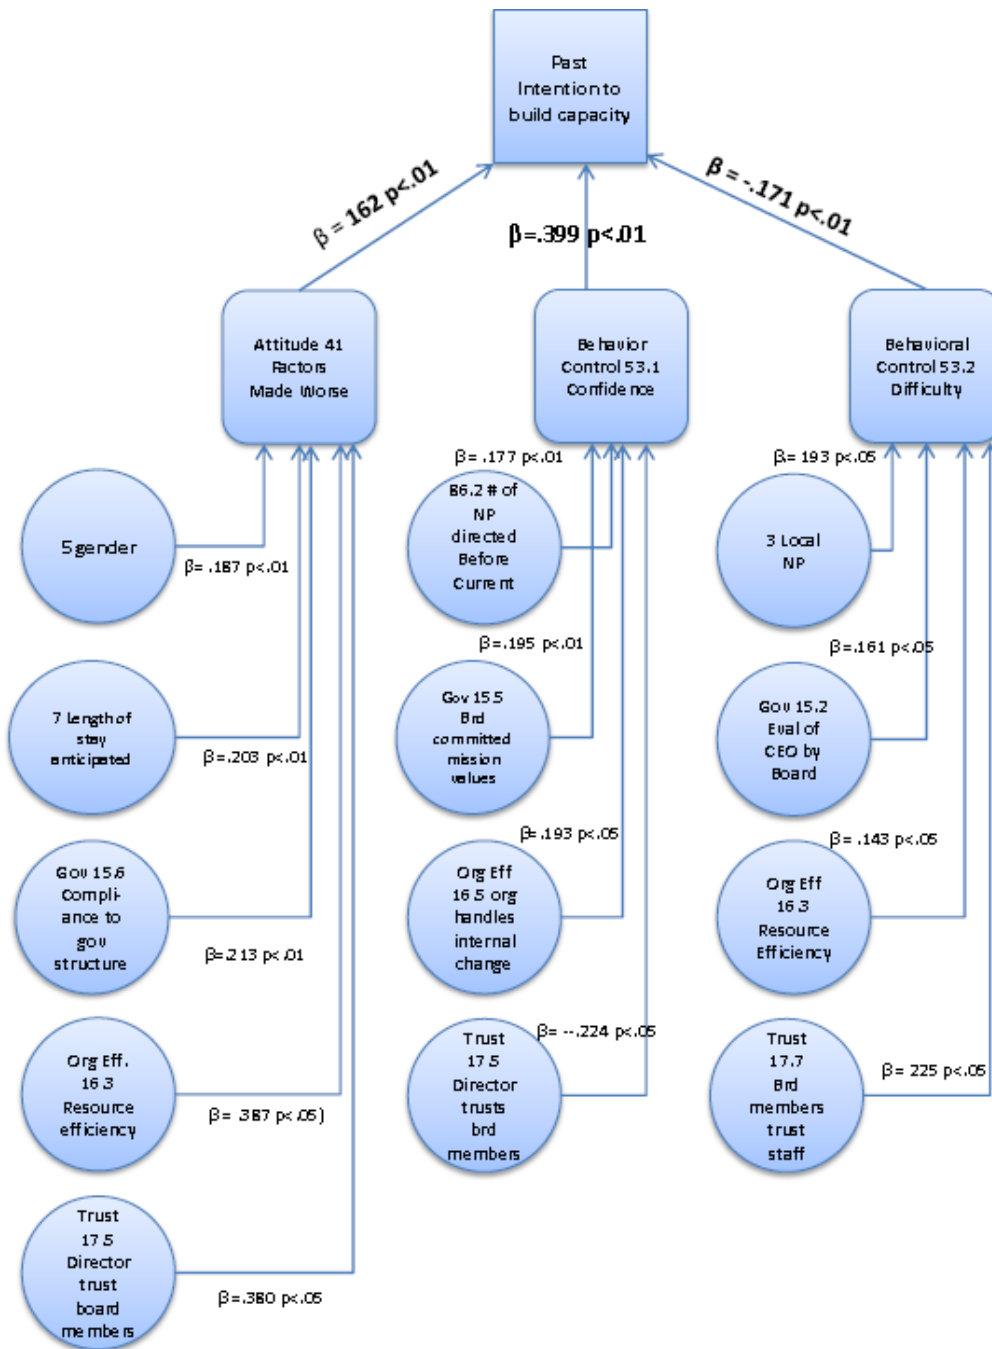 Past
Intention to
build capacity
β = 162 p<.01
β=.399 p<.01
β = -.171 p<.01
Attitude 41
Factors
Made Worse
Behavior
Control 53.1
Confidence
Behavioral
Control 53.2
Difficulty
5 gender
β= .187 p<.01
7 Length of
stay
anticipated
β=.203 p<.01
Gov 15.6
Compli-
ance to
gov
structure
β=.213 p<.01
Org Eff.
16.3
Resource
efficiency
β= .387 p<.05)
Trust
17.5
Director
trust
board
members
β=.380 p<.05
β= .177 p<.01
B6.2 # of
NP
directed
Before
Current
β=.195 p<.01
Gov 15.5
Brd
committed
mission
values
β=.193 p<.05
Org Eff
16.5 org
handles
internal
change
β= --.224 p<.05
Trust
17.5
Director
trusts
brd
members
β= 193 p<.05
3 Local
NP
β=.161 p<.05
Gov 15.2
Eval of
CEO by
Board
β= .143 p<.05
Org Eff
16.3
Resource
Efficiency
β= 225 p<.05
Trust
17.7 Brd
members
trust
staff